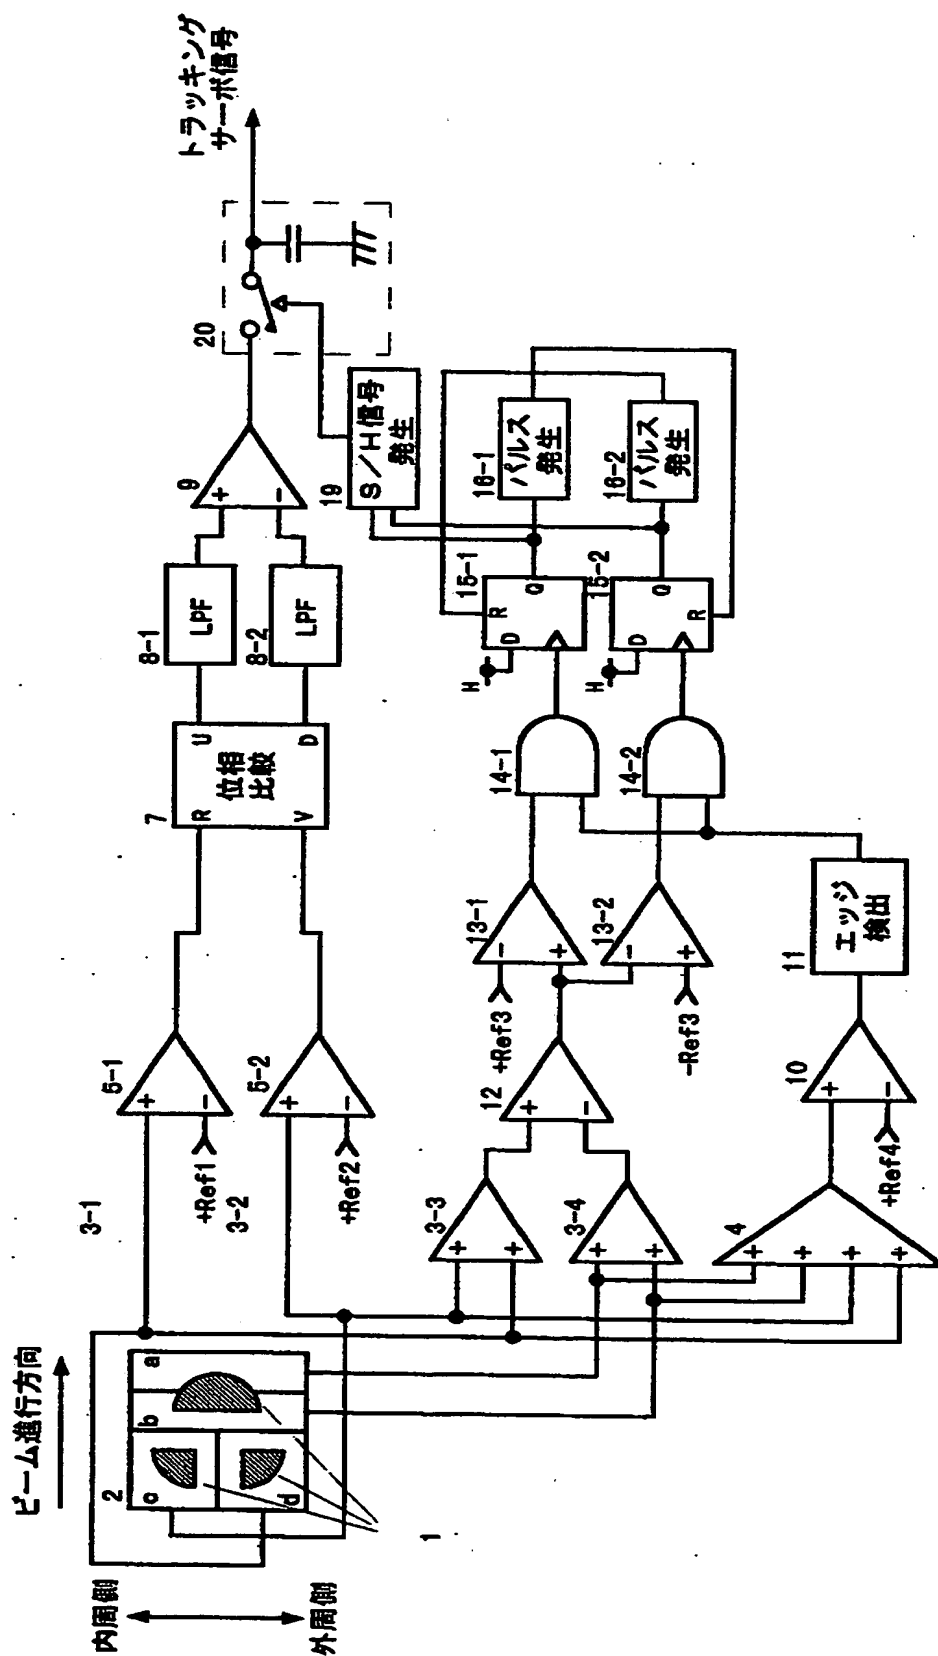 ビーム進行方向
内周側
外周側
2
a
b
c
d
1
3-1
+Ref1
3-2
+Ref2
5-1
+
-
5-2
+
-
7
位相
比較
R
V
U
D
8-1
LPF
8-2
LPF
9
+
-
20
トラッキング
サーボ信号
19
S/H信号
発生
3-3
+
+
3-4
+
+
4
+
+
+
+
12
+
-
+Ref3
13-1
-
+
13-2
-
+
-Ref3
10
+
-
+Ref4
11
エッジ
検出
14-1
14-2
H
15-1
D
R
Q
H
15-2
D
R
Q
16-1
パルス
発生
16-2
パルス
発生